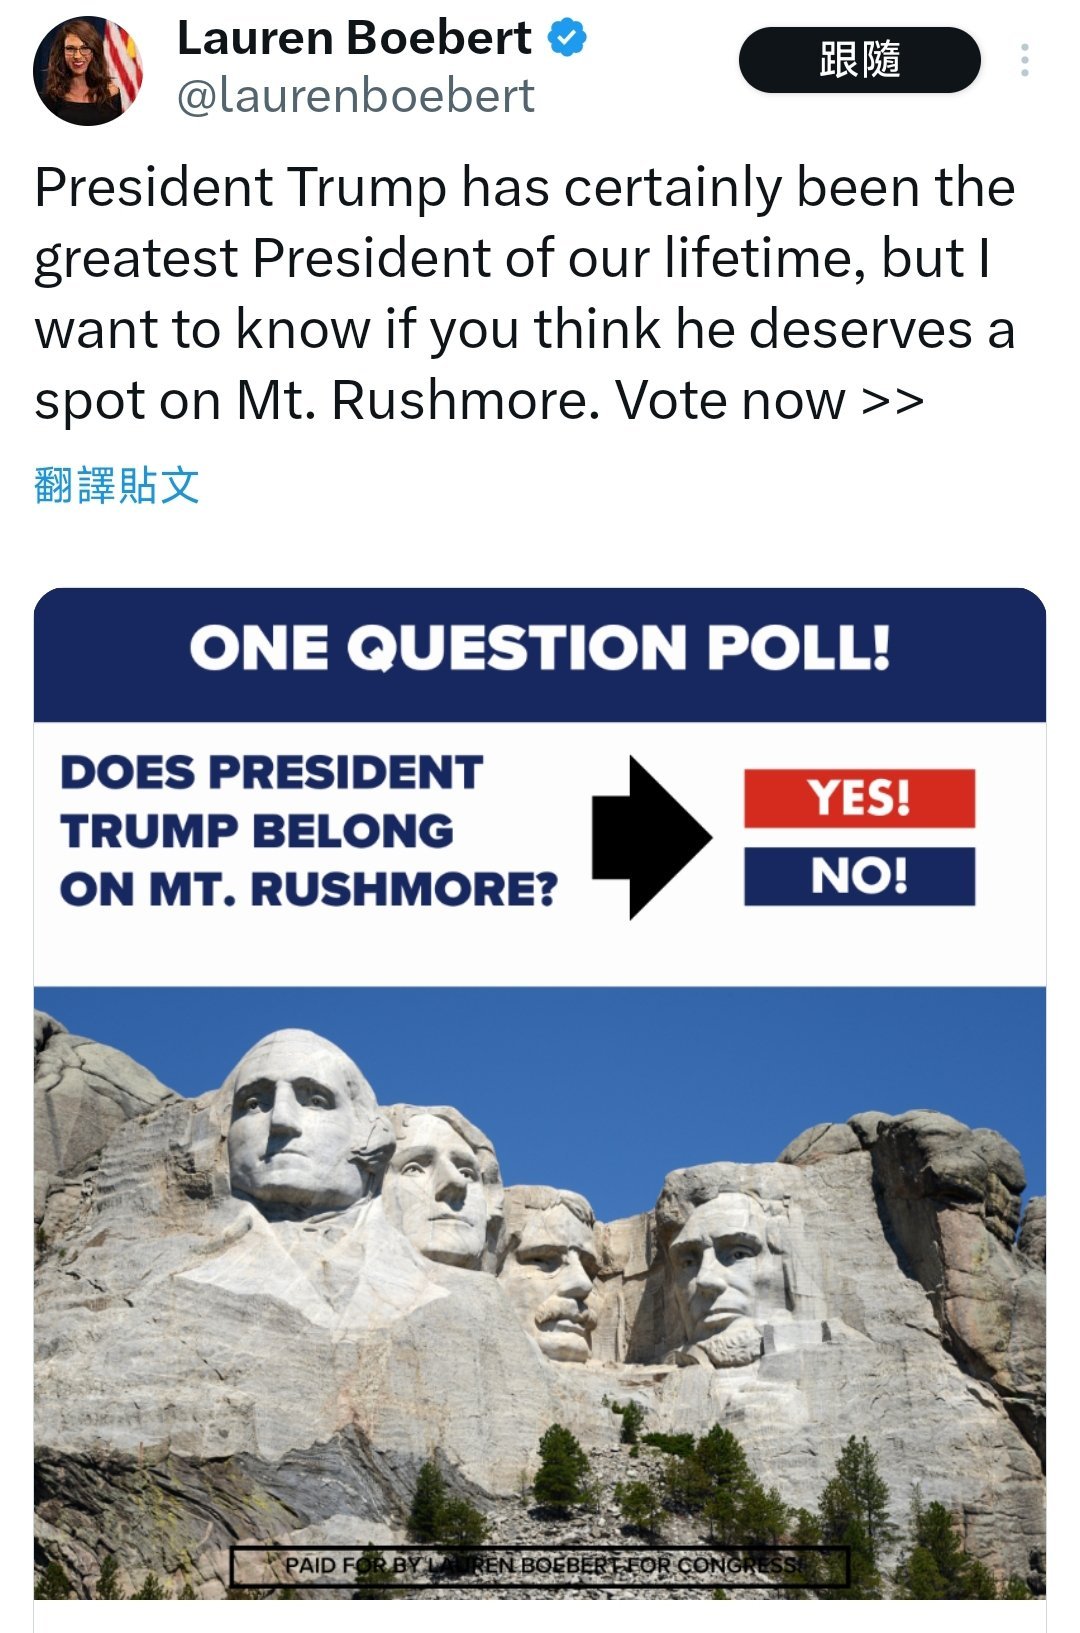 Lauren Boebert
@laurenboebert
跟隨
President Trump has certainly been the
greatest President of our lifetime, but I
want to know if you think he deserves a
spot on Mt. Rushmore. Vote now >>
翻譯貼文
ONE QUESTION POLL!
DOES PRESIDENT
TRUMP BELONG
ON MT. RUSHMORE?
YES!
NO!
PAID FOR BY LAUREN BOEBERT FOR CONGRESS!